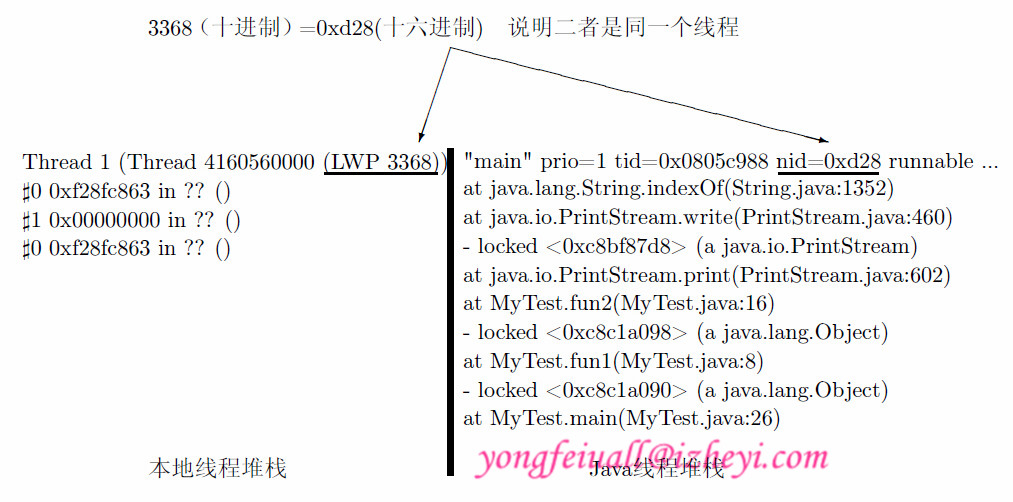 3368（十进制）=0xd28(十六进制) 说明二者是同一个线程
Thread 1 (Thread 4160560000 (LWP 3368))
♯0 0xf28fc863 in ?? ()
♯1 0x00000000 in ?? ()
♯0 0xf28fc863 in ?? ()
本地线程堆栈
"main" prio=1 tid=0x0805c988 nid=0xd28 runnable ...
at java.lang.String.indexOf(String.java:1352)
at java.io.PrintStream.write(PrintStream.java:460)
- locked <0xc8bf87d8> (a java.io.PrintStream)
at java.io.PrintStream.print(PrintStream.java:602)
at MyTest.fun2(MyTest.java:16)
- locked <0xc8c1a098> (a java.lang.Object)
at MyTest.fun1(MyTest.java:8)
- locked <0xc8c1a090> (a java.lang.Object)
at MyTest.main(MyTest.java:26)
Java线程堆栈
yongfeiuall@izheyi.com